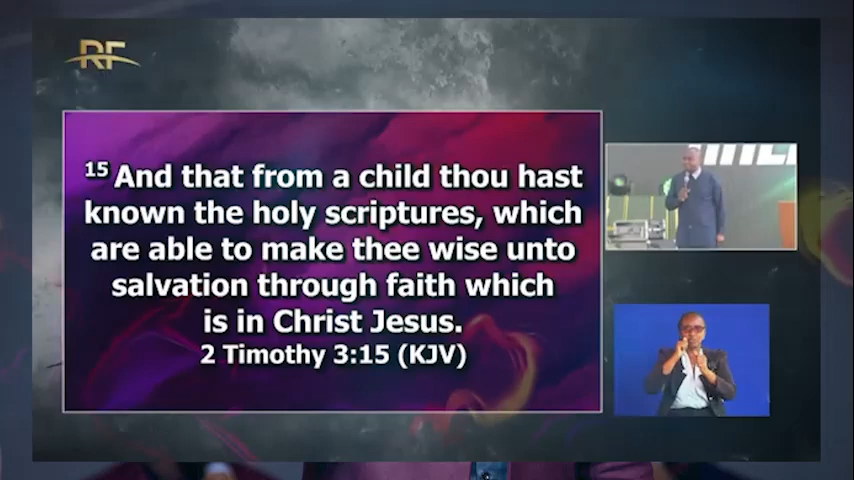 RF
15 And that from a child thou hast
known the holy scriptures, which
are able to make thee wise unto
salvation through faith which
is in Christ Jesus.
2 Timothy 3:15 (KJV)